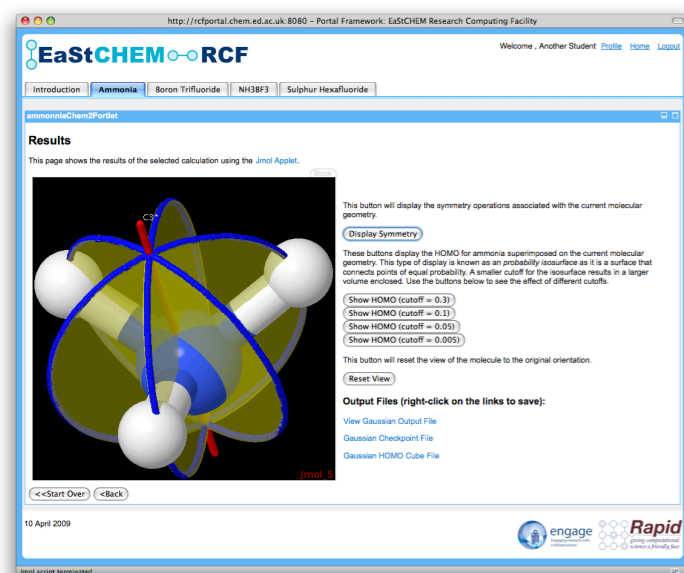 http://rcfportal.chem.ed.ac.uk:8080 – Portal Framework: EaStCHEM Research Computing Facility
EaStCHEM RCF
Welcome , Another Student Profile Home Logout
Introduction Ammonia Boron Trifluoride NH3BF3 Sulphur Hexafluoride
ammonniaChem2Portlet
Results
This page shows the results of the selected calculation using the Jmol Applet.
Block
C3
This button will display the symmetry operations associated with the current molecular
geometry.
Display Symmetry
These buttons display the HOMO for ammonia superimposed on the current molecular
geometry. This type of display is known as an probability isosurface as it is a surface that
connects points of equal probability. A smaller cutoff for the isosurface results in a larger
volume enclosed. Use the buttons below to see the effect of different cutoffs.
Show HOMO (cutoff = 0.3)
Show HOMO (cutoff = 0.1)
Show HOMO (cutoff = 0.05)
Show HOMO (cutoff = 0.005)
This button will reset the view of the molecule to the original orientation.
Reset View
Output Files (right-click on the links to save):
View Gaussian Output File
Gaussian Checkpoint File
Gaussian HOMO Cube File
Jmol_S
<<Start Over <Back
10 April 2009
engage
Rapid
giving computational
science a friendly face
Jmol script terminated